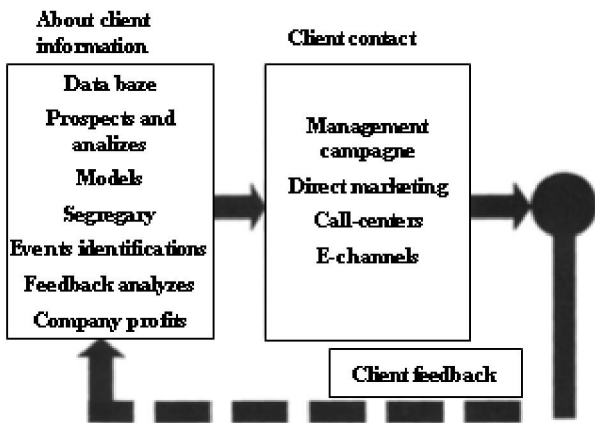 About client
information
Data baze
Prospects and
analizes
Models
Segregary
Events identifications
Feedback analyzes
Company profits
Client contact
Management
campagne
Direct marketing
Call-centers
E-channels
Client feedback